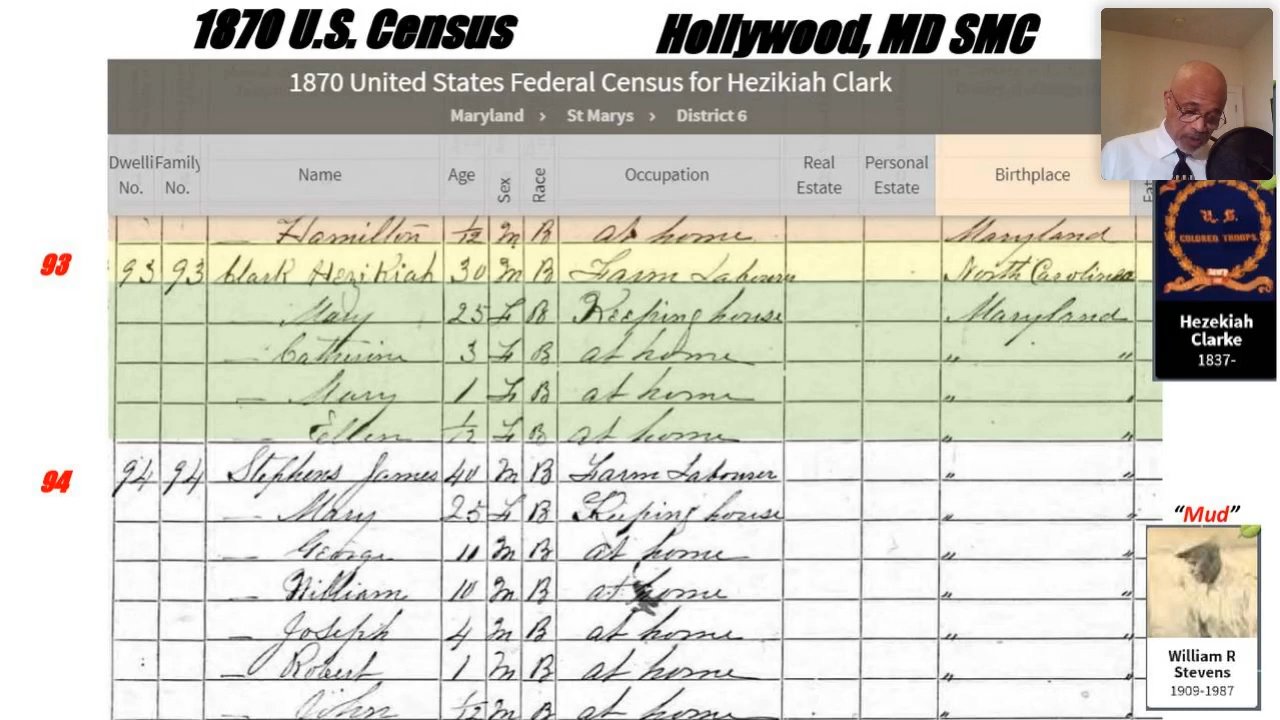 1870 U.S. Census Hollywood, MD SMC
1870 United States Federal Census for Hezikiah Clark
Maryland › St Marys › District 6
Dwelli No. Family No. Name Age Sex Race Occupation Real Estate Personal Estate Birthplace
— Hamilton 1/12 M B at home Maryland
93 93 93 Clark Hezikiah 30 M B Farm Labourer North Carolina
— Mary 25 F B Keeping house Maryland
— Catherine 3 F B at home " "
— Mary 1 F B at home " "
— Ellen 1/2 F B at home " "
94 94 94 Stephens James 40 M B Farm Labourer " "
— Mary 25 F B Keeping house " "
— George 11 M B at home " "
— William 10 M B at home " "
— Joseph 4 M B at home " "
— Robert 1 M B at home " "
— John M B at home " "
U. S.
COLORED TROOPS
Hezekiah
Clarke
1837-
“Mud”
William R
Stevens
1909-1987